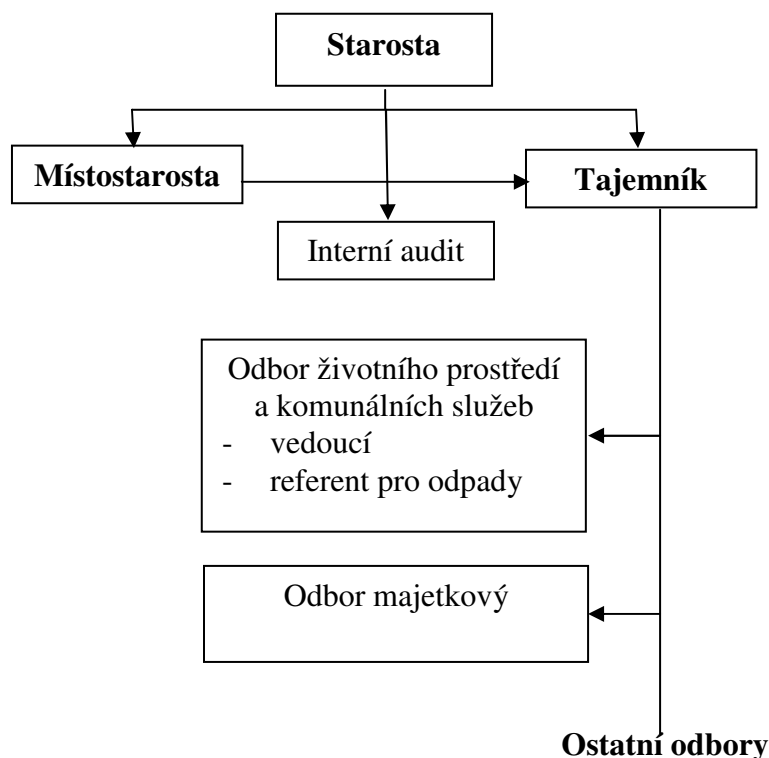 Starosta
Místostarosta
Tajemník
Interní audit
Odbor životního prostředí
a komunálních služeb
- vedoucí
- referent pro odpady
Odbor majetkový
Ostatní odbory